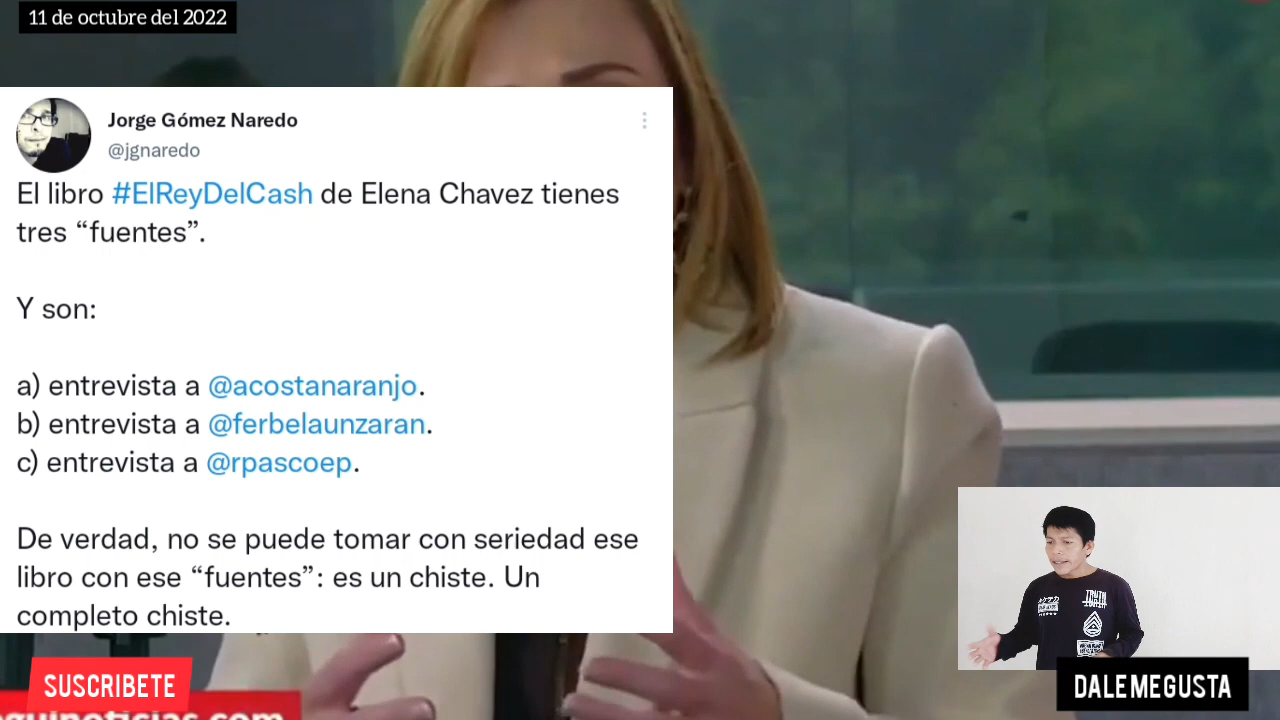 11 de octubre del 2022
Jorge Gómez Naredo
@jgnaredo
El libro #ElReyDelCash de Elena Chavez tienes
tres “fuentes”.
Y son:
a) entrevista a @acostanaranjo.
b) entrevista a @ferbelaunzaran.
c) entrevista a @rpascoep.
De verdad, no se puede tomar con seriedad ese
libro con ese “fuentes”: es un chiste. Un
completo chiste.
SUSCRIBETE
DALE ME GUSTA
TRUTH